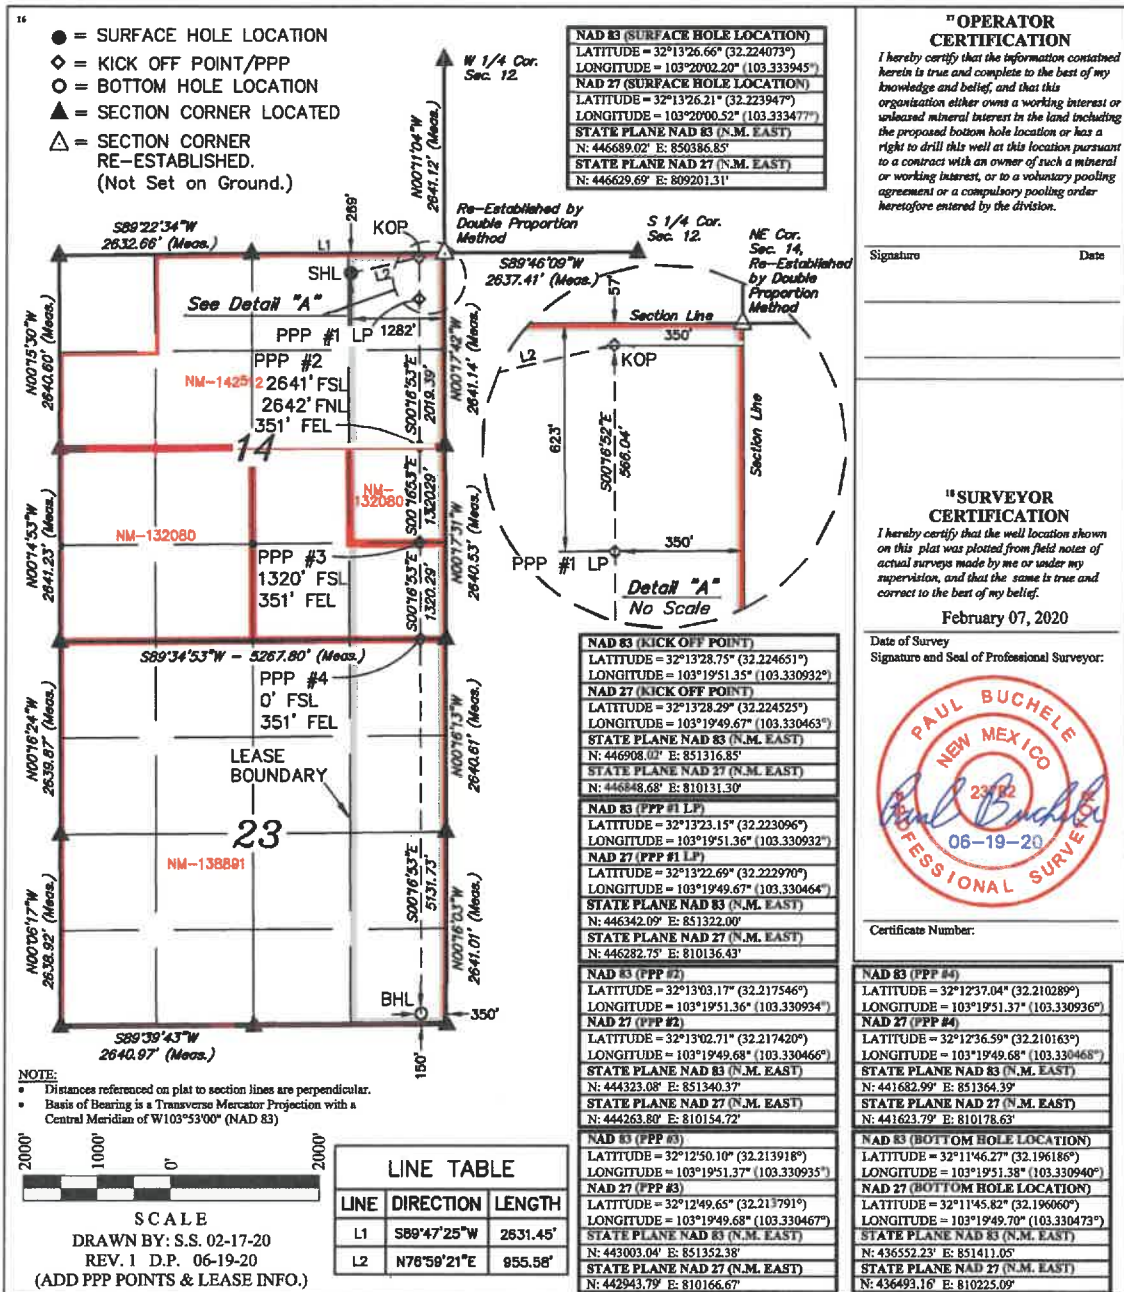 16
● = SURFACE HOLE LOCATION
= KICK OFF POINT/PPP
○ = BOTTOM HOLE LOCATION
▲ = SECTION CORNER LOCATED
△ = SECTION CORNER
RE-ESTABLISHED.
(Not Set on Ground.)
W 1/4 Cor.
Sec. 12.
N00°11'04"W
2641.12' (Meas.)
NAD 83 (SURFACE HOLE LOCATION)
LATITUDE = 32°13'26.66" (32.224073°)
LONGITUDE = 103°20'02.20" (103.333945°)
NAD 27 (SURFACE HOLE LOCATION)
LATITUDE = 32°13'26.21" (32.223947°)
LONGITUDE = 103°20'00.52" (103.333477°)
STATE PLANE NAD 83 (N.M. EAST)
N: 446689.02' E: 850386.85'
STATE PLANE NAD 27 (N.M. EAST)
N: 446629.69' E: 809201.31'
S89°22'34"W
2632.66' (Meas.)
269'
L1
KOP
Re-Established by
Double Proportion
Method
S 1/4 Cor.
Sec. 12.
NE Cor.
Sec. 14,
Re-Established
by Double
Proportion
Method
S89°46'09"W
2637.41' (Meas.)
SHL
L2
See Detail "A"
1282'
PPP #1 LP
PPP #2
2641' FSL
2642' FNL
351' FEL
NM-142512
N00°15'30"W
2640.60' (Meas.)
S00°16'53"E
2019.39'
N00°17'42"W
2641.14' (Meas.)
14
NM-132080
NM-
132080
N00°14'53"W
2641.23' (Meas.)
S00°16'53"E
1320.29'
N00°17'31"W
2640.53' (Meas.)
PPP #3
1320' FSL
351' FEL
S00°16'53"E
1320.29'
S89°34'53"W - 5267.80' (Meas.)
PPP #4
0' FSL
351' FEL
LEASE
BOUNDARY
N00°16'24"W
2639.87' (Meas.)
N00°16'13"W
2640.61' (Meas.)
23
NM-138891
S00°16'53"E
5131.73'
N00°06'17"W
2638.92' (Meas.)
N00°16'03"W
2641.01' (Meas.)
BHL
350'
150'
S89°39'43"W
2640.97' (Meas.)
57'
Section Line
350'
L2
KOP
623'
S00°16'52"E
566.04'
Section Line
350'
PPP #1 LP
Detail "A"
No Scale
NAD 83 (KICK OFF POINT)
LATITUDE = 32°13'28.75" (32.224651°)
LONGITUDE = 103°19'51.35" (103.330932°)
NAD 27 (KICK OFF POINT)
LATITUDE = 32°13'28.29" (32.224525°)
LONGITUDE = 103°19'49.67" (103.330463°)
STATE PLANE NAD 83 (N.M. EAST)
N: 446908.02' E: 851316.85'
STATE PLANE NAD 27 (N.M. EAST)
N: 446848.68' E: 810131.30'
NAD 83 (PPP #1 LP)
LATITUDE = 32°13'23.15" (32.223096°)
LONGITUDE = 103°19'51.36" (103.330932°)
NAD 27 (PPP #1 LP)
LATITUDE = 32°13'22.69" (32.222970°)
LONGITUDE = 103°19'49.67" (103.330464°)
STATE PLANE NAD 83 (N.M. EAST)
N: 446342.09' E: 851322.00'
STATE PLANE NAD 27 (N.M. EAST)
N: 446282.75' E: 810136.43'
NAD 83 (PPP #2)
LATITUDE = 32°13'03.17" (32.217546°)
LONGITUDE = 103°19'51.36" (103.330934°)
NAD 27 (PPP #2)
LATITUDE = 32°13'02.71" (32.217420°)
LONGITUDE = 103°19'49.68" (103.330466°)
STATE PLANE NAD 83 (N.M. EAST)
N: 444323.08' E: 851340.37'
STATE PLANE NAD 27 (N.M. EAST)
N: 444263.80' E: 810154.72'
NAD 83 (PPP #3)
LATITUDE = 32°12'50.10" (32.213918°)
LONGITUDE = 103°19'51.37" (103.330935°)
NAD 27 (PPP #3)
LATITUDE = 32°12'49.65" (32.213791°)
LONGITUDE = 103°19'49.68" (103.330467°)
STATE PLANE NAD 83 (N.M. EAST)
N: 443003.04' E: 851352.38'
STATE PLANE NAD 27 (N.M. EAST)
N: 442943.79' E: 810166.67'
NAD 83 (PPP #4)
LATITUDE = 32°12'37.04" (32.210289°)
LONGITUDE = 103°19'51.37" (103.330936°)
NAD 27 (PPP #4)
LATITUDE = 32°12'36.59" (32.210163°)
LONGITUDE = 103°19'49.68" (103.330468°)
STATE PLANE NAD 83 (N.M. EAST)
N: 441682.99' E: 851364.39'
STATE PLANE NAD 27 (N.M. EAST)
N: 441623.79' E: 810178.63'
NAD 83 (BOTTOM HOLE LOCATION)
LATITUDE = 32°11'46.27" (32.196186°)
LONGITUDE = 103°19'51.38" (103.330940°)
NAD 27 (BOTTOM HOLE LOCATION)
LATITUDE = 32°11'45.82" (32.196060°)
LONGITUDE = 103°19'49.70" (103.330473°)
STATE PLANE NAD 83 (N.M. EAST)
N: 436552.23' E: 851411.05'
STATE PLANE NAD 27 (N.M. EAST)
N: 436493.16' E: 810225.09'
17 OPERATOR
CERTIFICATION
I hereby certify that the information contained
herein is true and complete to the best of my
knowledge and belief, and that this
organization either owns a working interest or
unleased mineral interest in the land including
the proposed bottom hole location or has a
right to drill this well at this location pursuant
to a contract with an owner of such a mineral
or working interest, or to a voluntary pooling
agreement or a compulsory pooling order
heretofore entered by the division.
Signature Date
18 SURVEYOR
CERTIFICATION
I hereby certify that the well location shown
on this plat was plotted from field notes of
actual surveys made by me or under my
supervision, and that the same is true and
correct to the best of my belief.
February 07, 2020
Date of Survey
Signature and Seal of Professional Surveyor:
PAUL BUCHELE
NEW MEXICO
23782
Paul Buchele
06-19-20
PROFESSIONAL SURVEYOR
Certificate Number:
NOTE:
• Distances referenced on plat to section lines are perpendicular.
• Basis of Bearing is a Transverse Mercator Projection with a
Central Meridian of W103°53'00" (NAD 83)
2000' 1000' 0' 2000'
SCALE
DRAWN BY: S.S. 02-17-20
REV. 1 D.P. 06-19-20
(ADD PPP POINTS & LEASE INFO.)
LINE TABLE
LINE DIRECTION LENGTH
L1 S89°47'25"W 2631.45'
L2 N76°59'21"E 955.58'